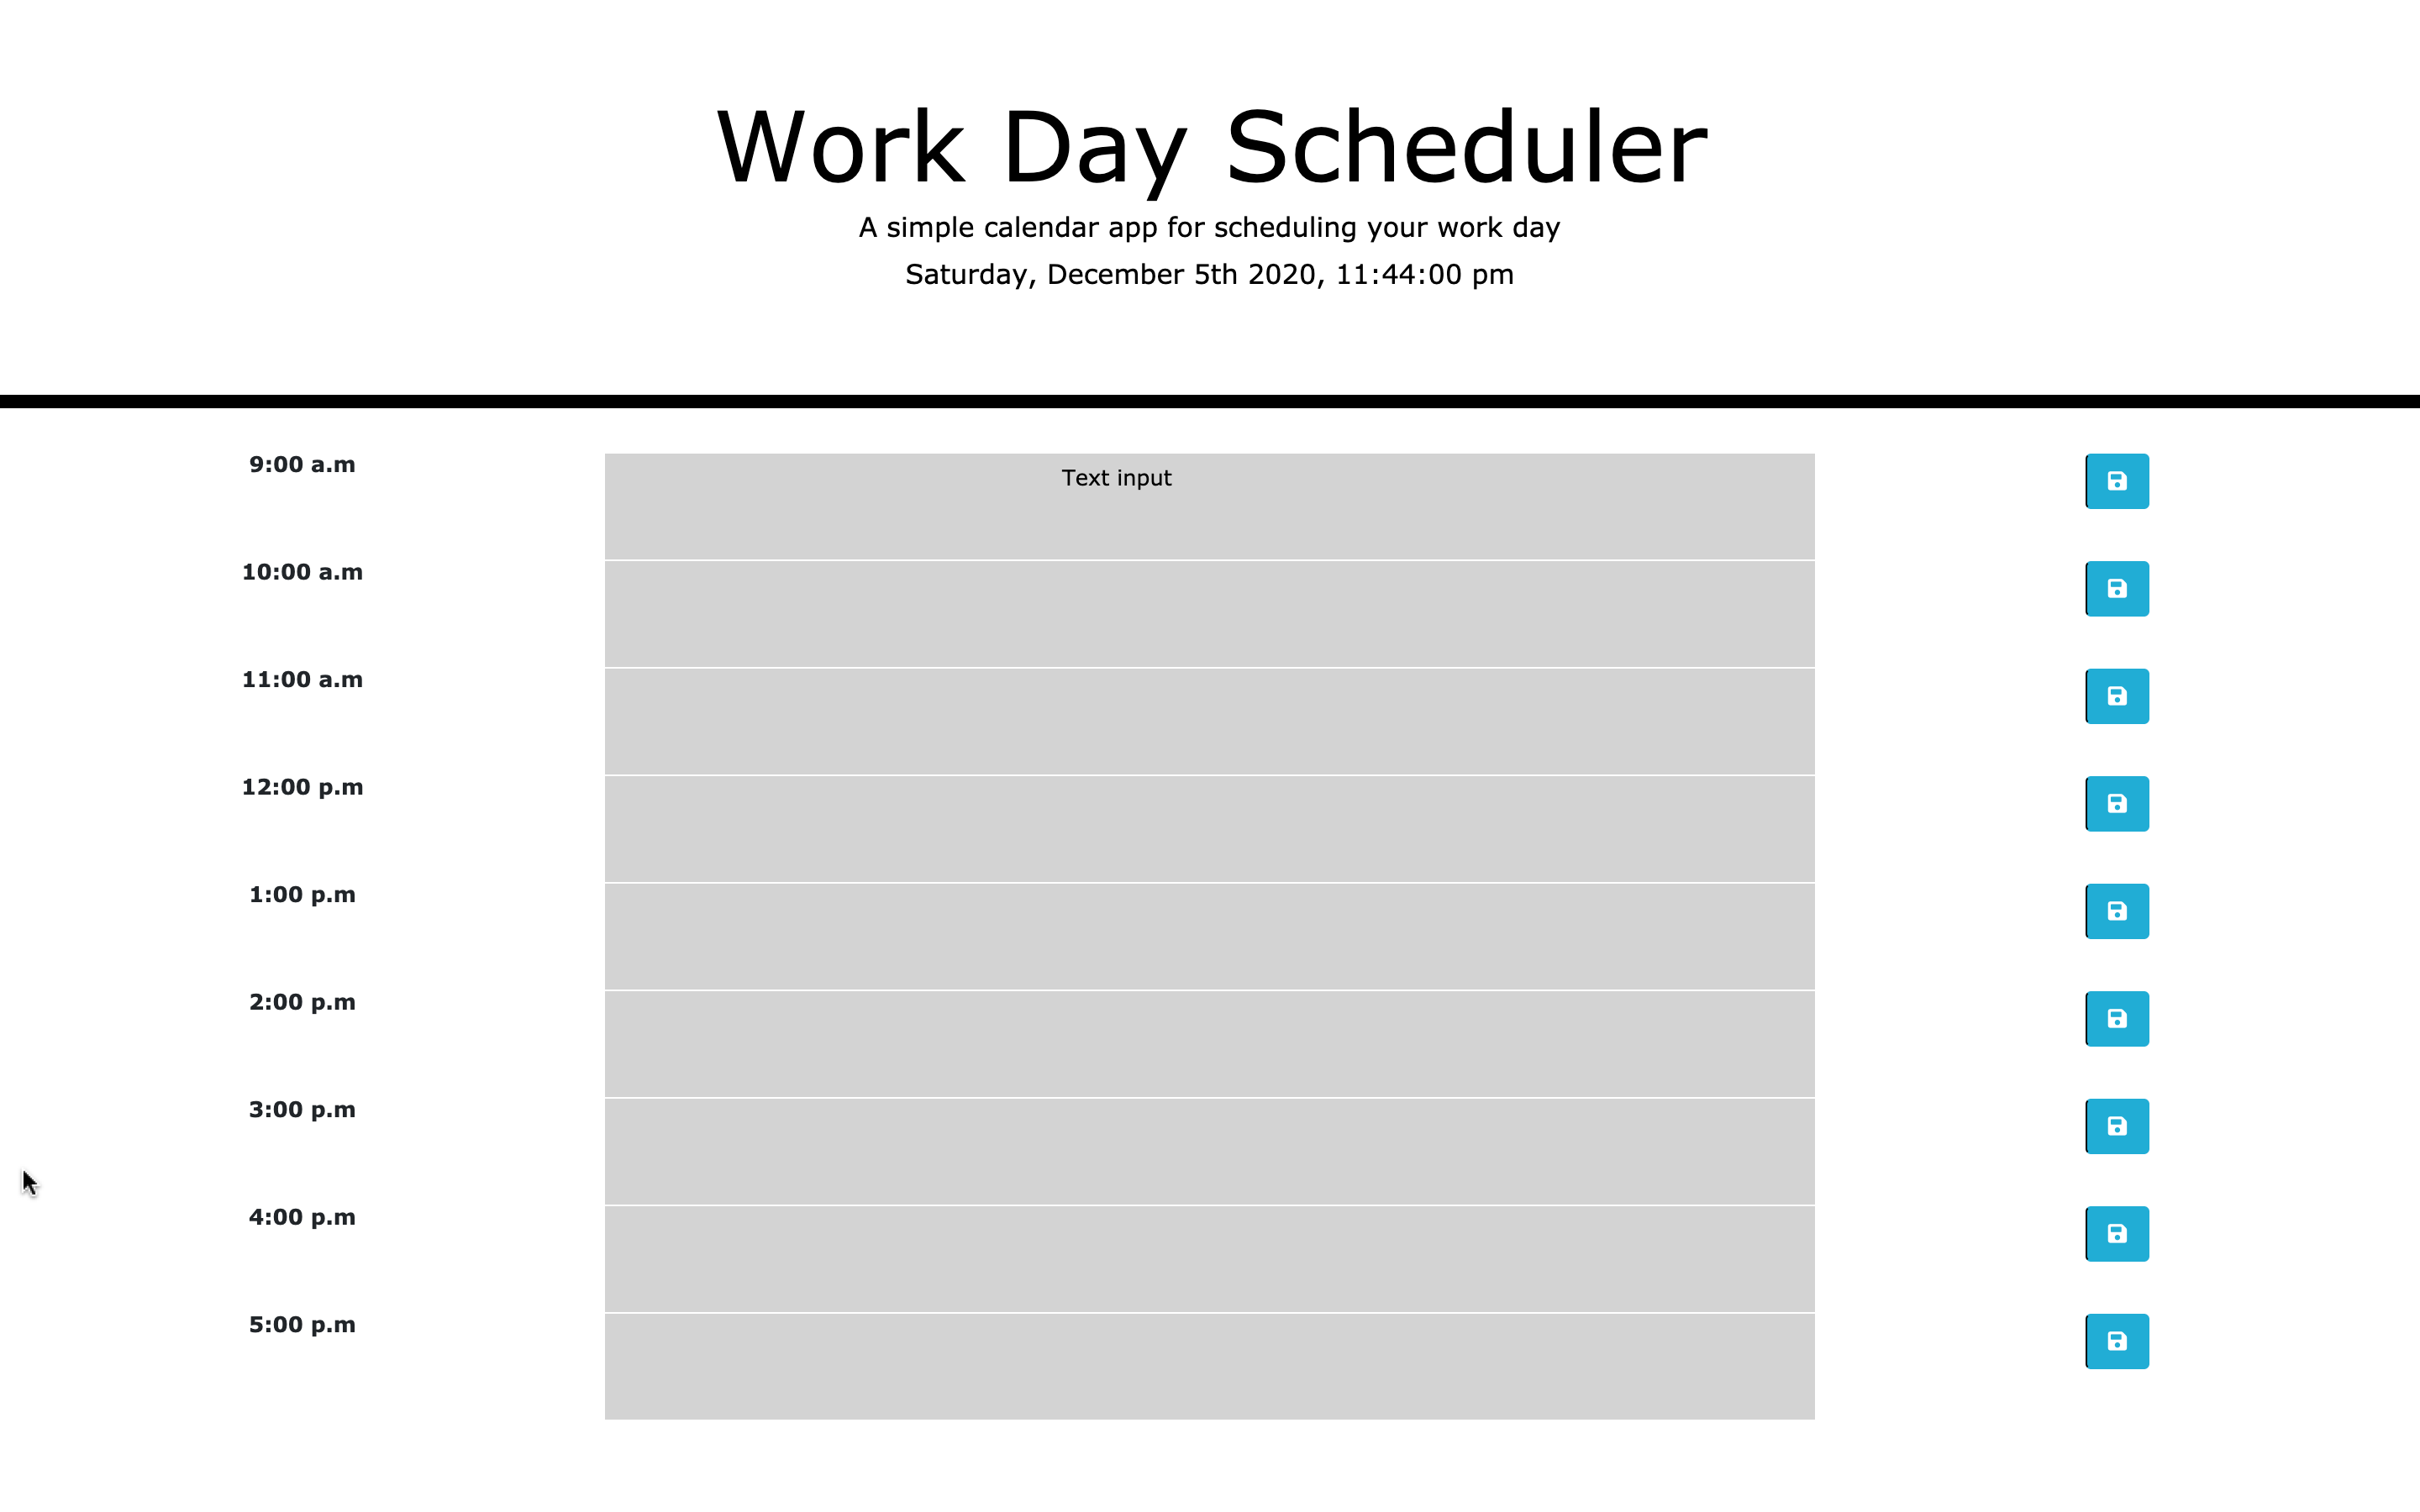 Work Day Scheduler
A simple calendar app for scheduling your work day
Saturday, December 5th 2020, 11:44:00 pm
9:00 a.m
Text input
10:00 a.m
11:00 a.m
12:00 p.m
1:00 p.m
2:00 p.m
3:00 p.m
4:00 p.m
5:00 p.m